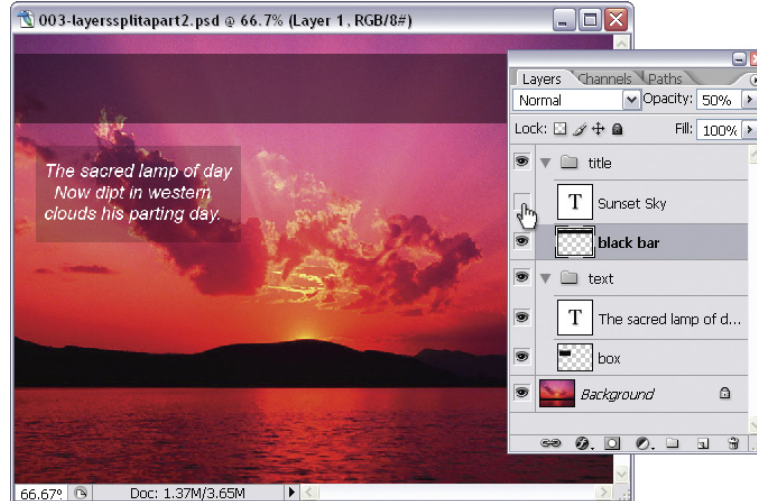 003-layerssplitapart2.psd @ 66.7% (Layer 1, RGB/8#)
The sacred lamp of day
Now dipt in western
clouds his parting day.
66.67%
Doc: 1.37M/3.65M
Layers Channels Paths
Normal Opacity: 50%
Lock: Fill: 100%
title
T Sunset Sky
black bar
text
T The sacred lamp of d...
box
Background